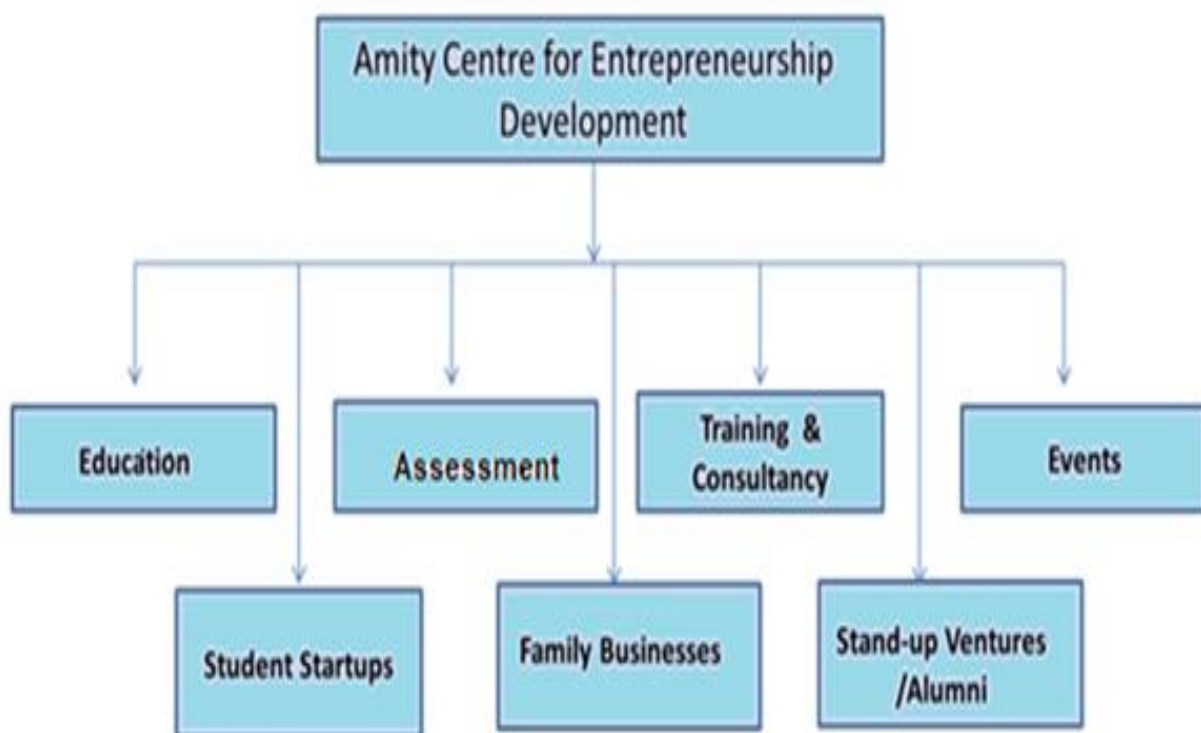 Amity Centre for Entrepreneurship
Development
Education
Assessment
Training &
Consultancy
Events
Student Startups
Family Businesses
Stand-up Ventures
/Alumni